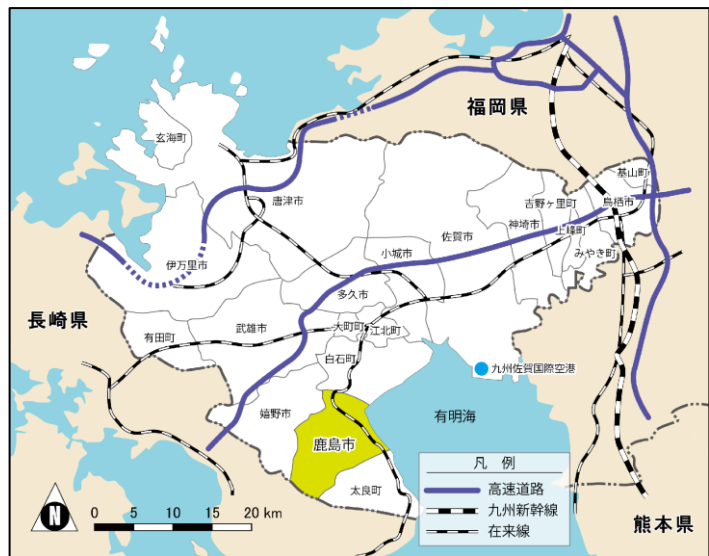 福岡県
玄海町
基山町
吉野ヶ里町
鳥栖市
唐津市
神埼市
上峰町
佐賀市
小城市
みやき町
伊万里市
多久市
長崎県
大町町
江北町
武雄市
有田町
白石町
九州佐賀国際空港
嬉野市
有明海
鹿島市
凡 例
高速道路
九州新幹線
在来線
太良町
熊本県
N
0 5 10 15 20 km